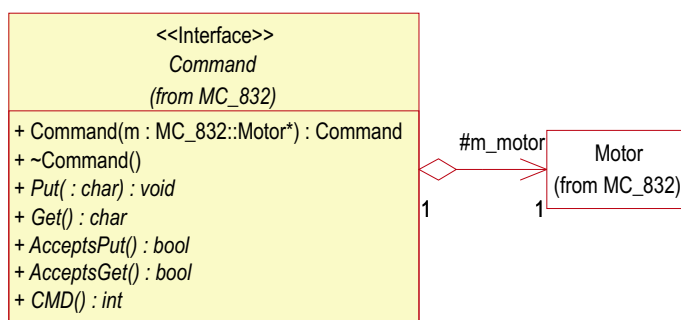 <<Interface>>
Command
(from MC_832)
+ Command(m : MC_832::Motor*) : Command
+ ~Command()
+ Put( : char) : void
+ Get() : char
+ AcceptsPut() : bool
+ AcceptsGet() : bool
+ CMD() : int
#m_motor
1
1
Motor
(from MC_832)